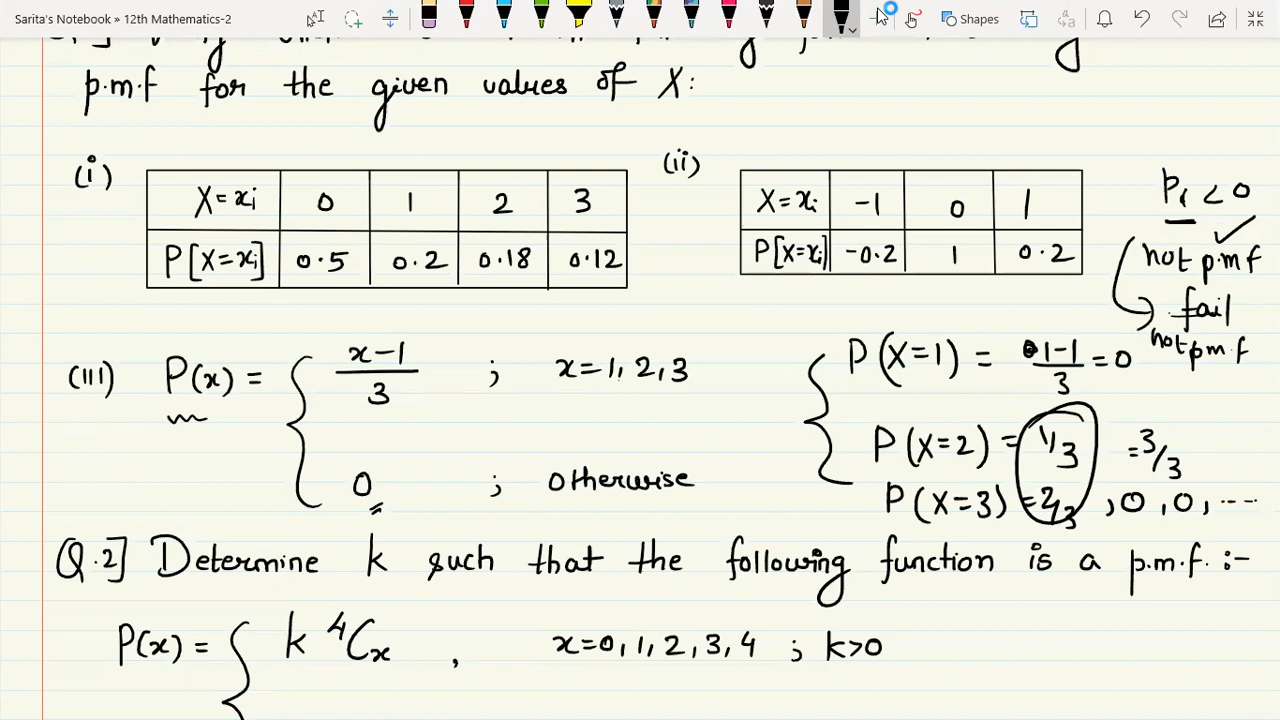 Sarita's Notebook » 12th Mathematics-2
Shapes
p.m.f for the given values of X:
(i)
X=xi 0 1 2 3
P[X=xi] 0.5 0.2 0.18 0.12
(ii)
X=xi -1 0 1
P[X=xi] -0.2 1 0.2
P1 < 0
not p.m.f
fail
not p.m.f
(III) P(x) = { x-1/3 ; x=1,2,3
0 ; otherwise
P(X=1) = 1-1/3 = 0
P(X=2) = 1/3 = 3/3
P(X=3) = 2/3 , 0 , 0 , ----
Q.2] Determine k such that the following function is a p.m.f. :-
P(x) = { k ⁴Cx , x=0,1,2,3,4 ; k>0